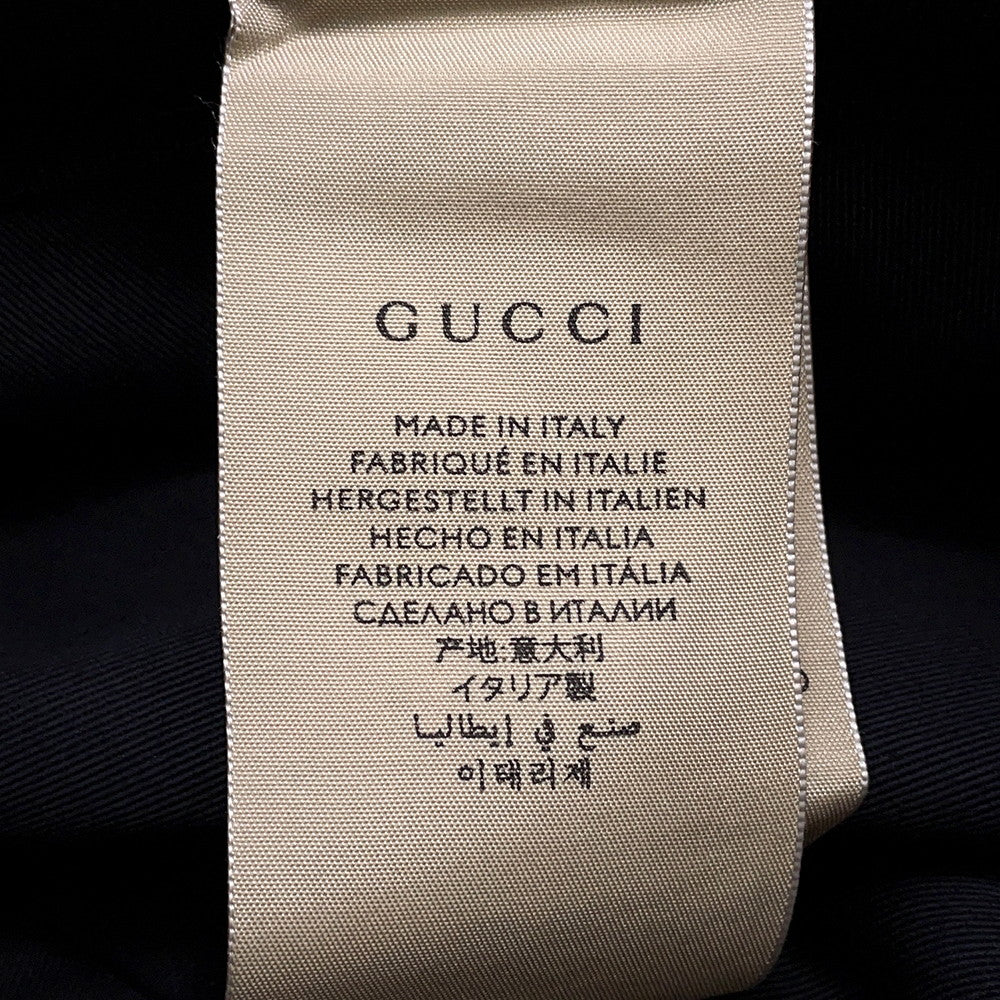 GUCCI
MADE IN ITALY
FABRIQUÉ EN ITALIE
HERGESTELLT IN ITALIEN
HECHO EN ITALIA
FABRICADO EM ITÁLIA
СДЕЛАНО В ИТАЛИИ
产地:意大利
イタリア製
صنع في إيطاليا
이태리제